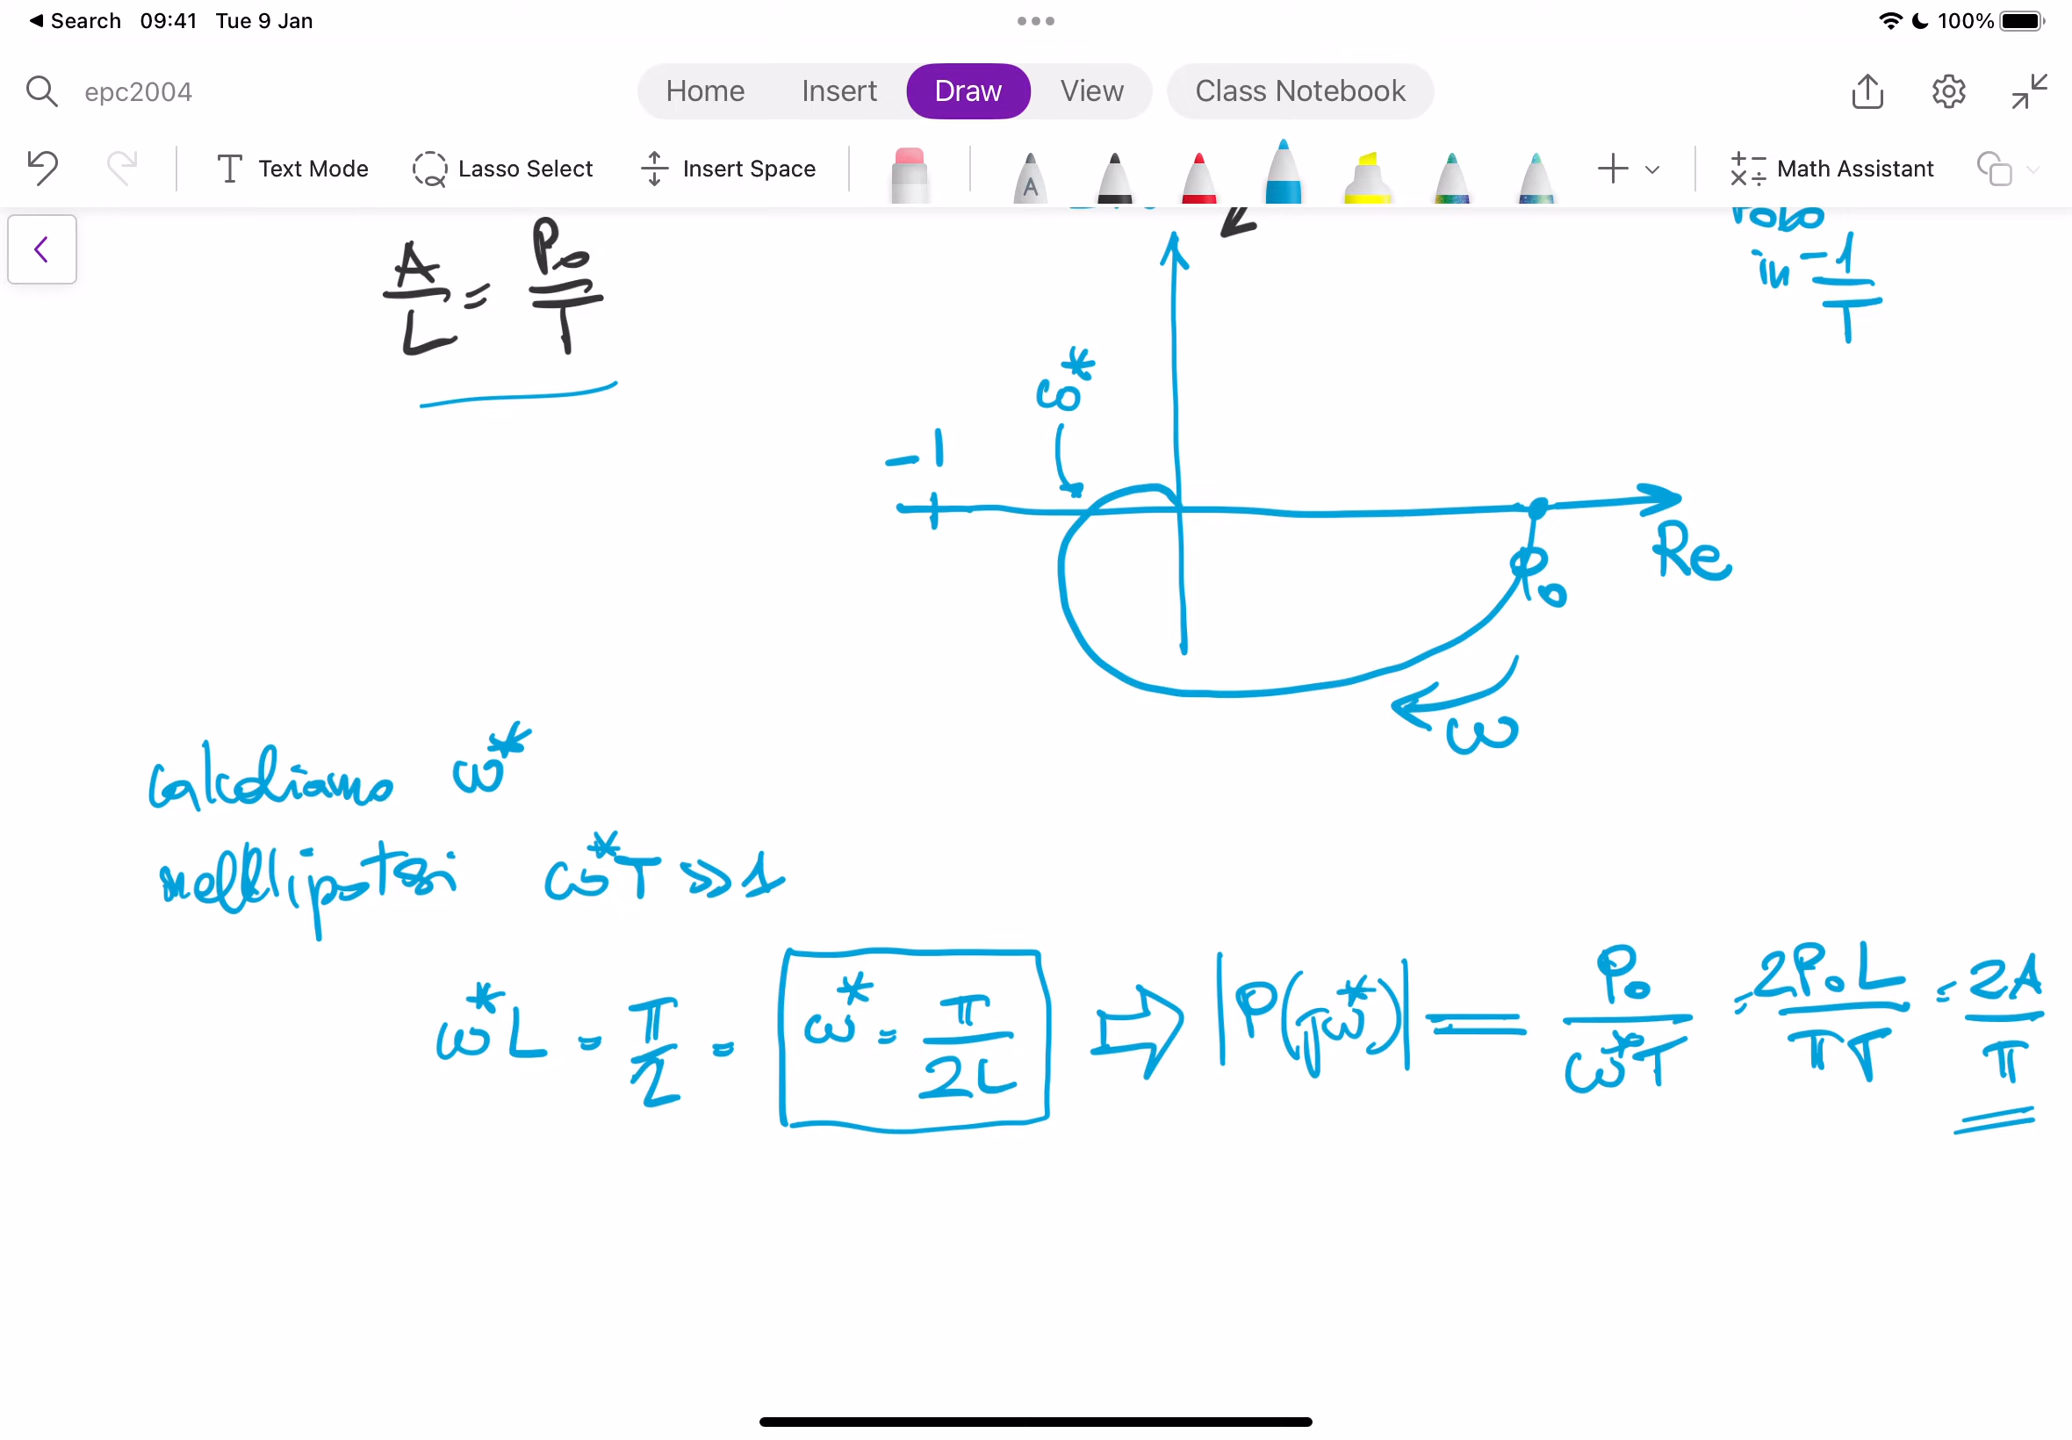 ◀ Search 09:41 Tue 9 Jan 100%
epc2004 Home Insert Draw View Class Notebook
T Text Mode Lasso Select Insert Space A Math Assistant
polo
in -1/T
A/L = P₀/T
ω*
-1
Re
P₀
ω
calcoliamo ω*
nell'ipotesi ω*T >> 1
ω*L = π/2 = ω* = π/2L ⇨ |P(jω*)| = P₀/ω*T = 2P₀L/πT = 2A/π